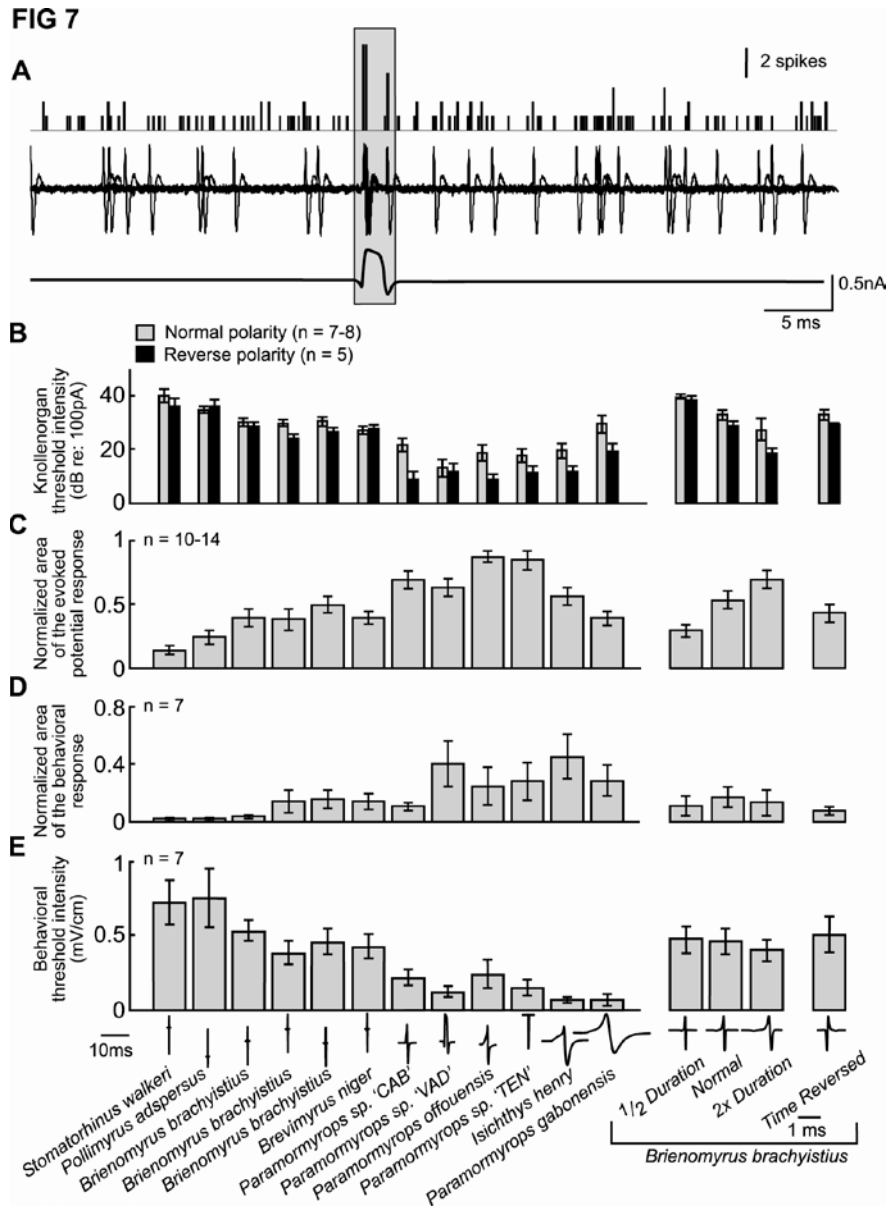 FIG 7
A
2 spikes
0.5nA
5 ms
B
Normal polarity (n = 7-8)
Reverse polarity (n = 5)
Knollenorgan
threshold intensity
(dB re: 100pA)
40
20
0
C
n = 10-14
Normalized area
of the evoked
potential response
1
0.5
0
D
n = 7
Normalized area
of the behavioral
response
0.8
0.4
0
E
n = 7
Behavioral
threshold intensity
(mV/cm)
1
0.5
0
10ms
Stomatorhinus walkeri
Pollimyrus adspersus
Brienomyrus brachyistius
Brienomyrus brachyistius
Brienomyrus brachyistius
Brevimyrus niger
Paramormyrops sp. 'CAB'
Paramormyrops sp. 'VAD'
Paramormyrops offouensis
Paramormyrops sp. 'TEN'
Isichthys henry
Paramormyrops gabonensis
1/2 Duration
Normal
2x Duration
Time Reversed
1 ms
Brienomyrus brachyistius